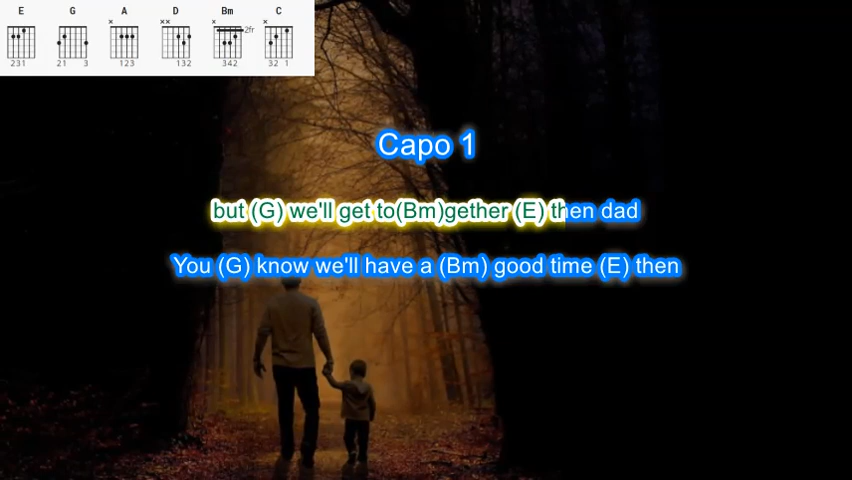 E G A D Bm C
x xx x x
2fr
231 21 3 123 132 342 32 1
Capo 1
but (G) we'll get to(Bm)gether (E) then dad
You (G) know we'll have a (Bm) good time (E) then